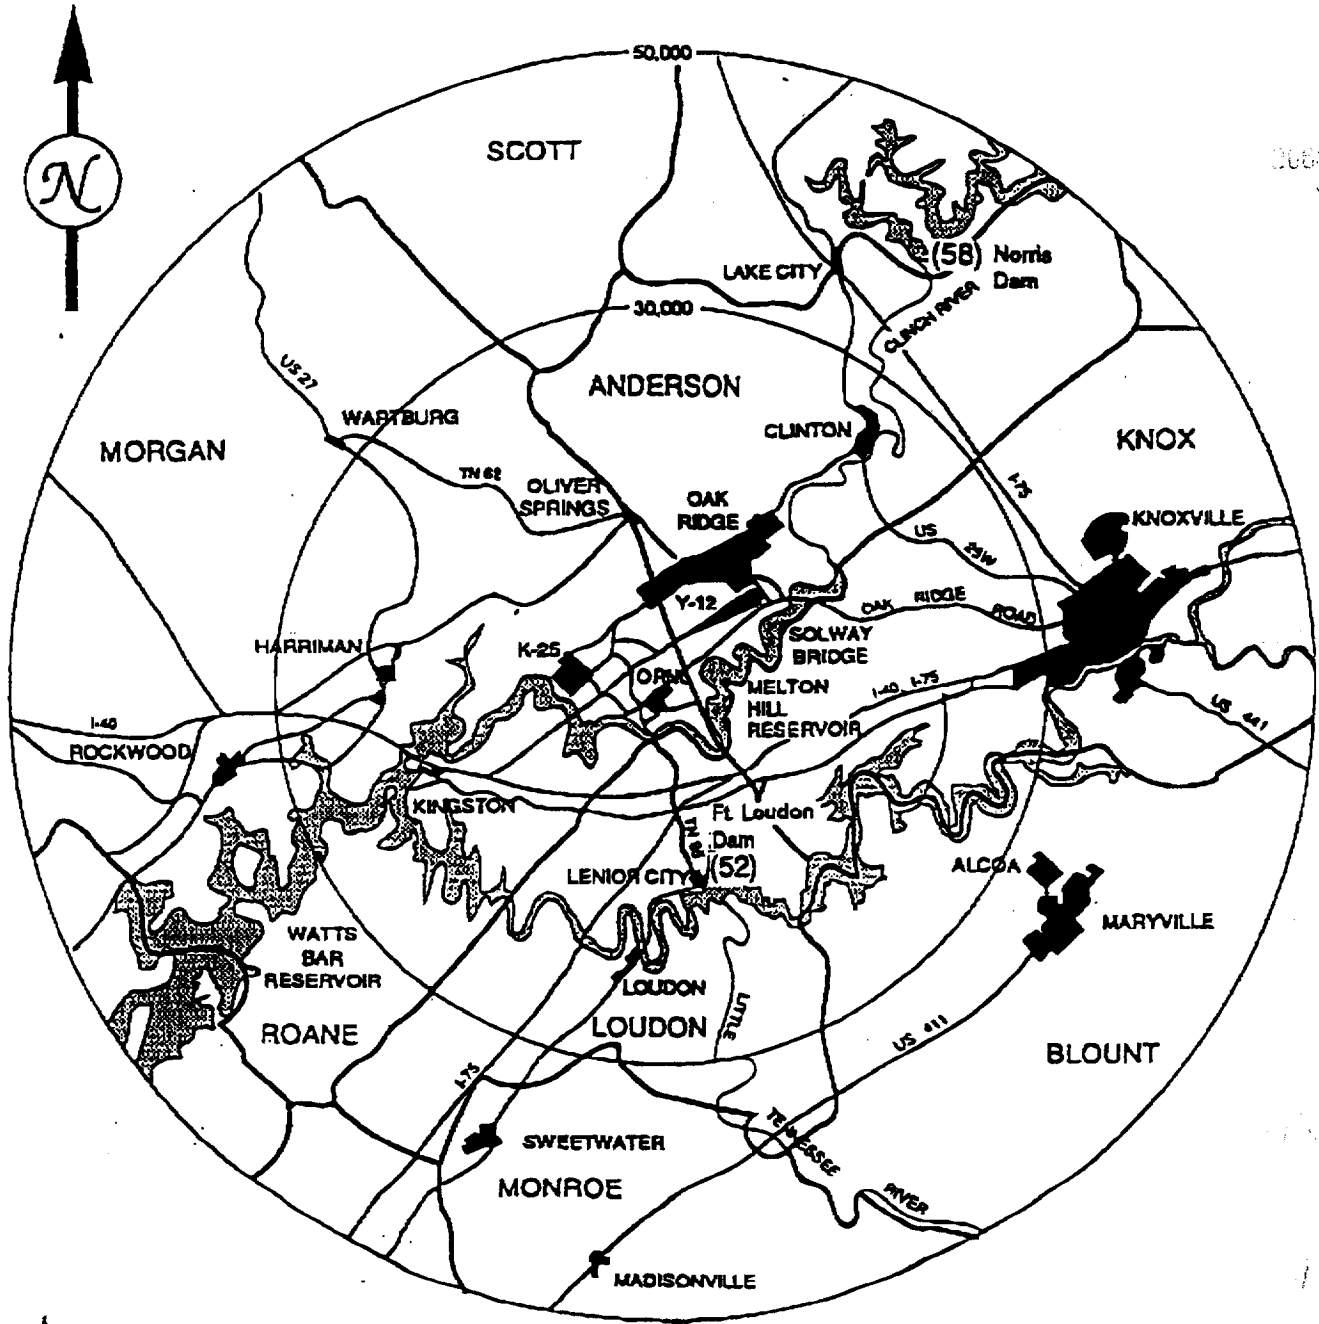 50,000
N
SCOTT
(58) Norris
Dam
LAKE CITY
CLINCH RIVER
30,000
US 27
ANDERSON
WARTBURG
CLINTON
MORGAN
KNOX
TN 62
OLIVER
SPRINGS
OAK
RIDGE
I-75
KNOXVILLE
US 25W
Y-12
OAK RIDGE ROAD
SOLWAY
BRIDGE
HARRIMAN
K-25
ORNL
MELTON
HILL
RESERVOIR
I-40, I-75
US 441
I-40
ROCKWOOD
KINGSTON
Ft Loudon
Dam
(52)
TN 95
LENIOR CITY
ALCOA
MARYVILLE
WATTS
BAR
RESERVOIR
LOUDON
ROANE
LOUDON
LITTLE
US 411
BLOUNT
I-75
SWEETWATER
TENNESSEE
RIVER
MONROE
MADISONVILLE